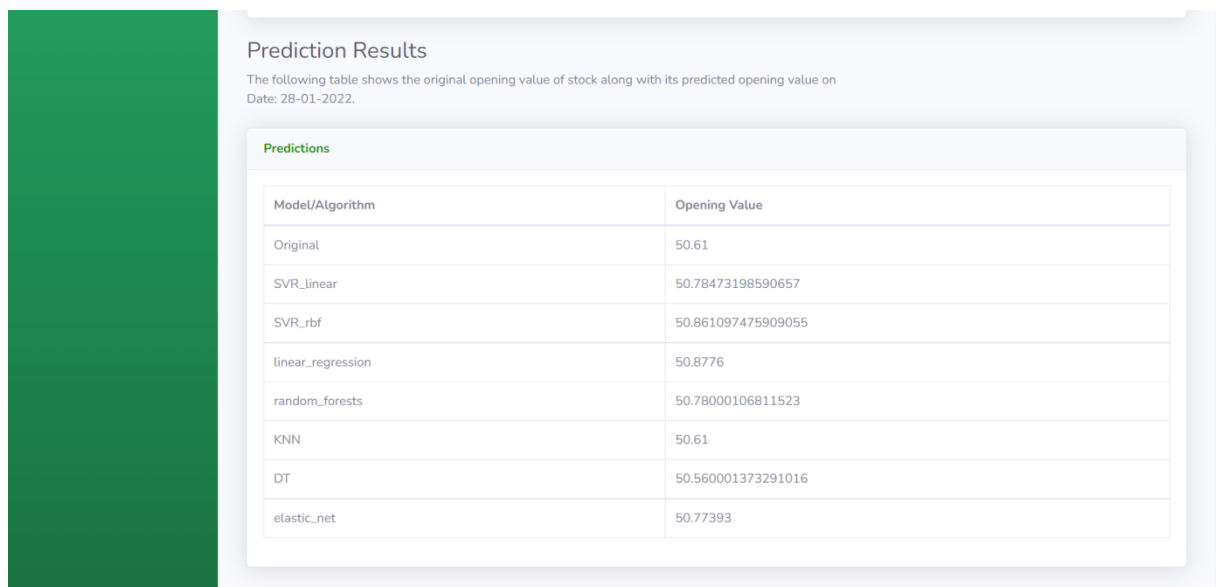 Prediction Results
The following table shows the original opening value of stock along with its predicted opening value on
Date: 28-01-2022.
Predictions
Model/Algorithm Opening Value
Original 50.61
SVR_linear 50.78473198590657
SVR_rbf 50.861097475909055
linear_regression 50.8776
random_forests 50.78000106811523
KNN 50.61
DT 50.560001373291016
elastic_net 50.77393